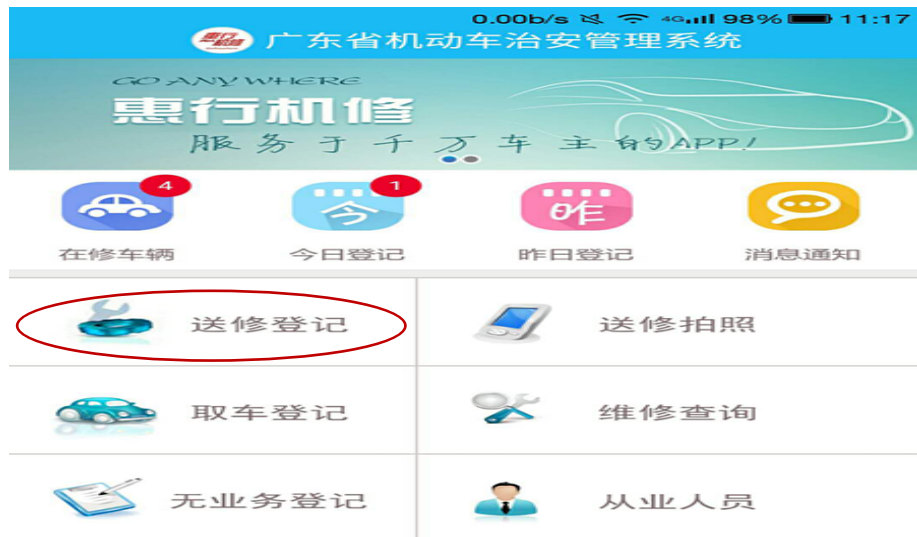 0.00b/s 4G 98% 11:17
惠行机修 广东省机动车治安管理系统
GO ANYWHERE
惠行机修
服务于千万车主的APP!
4 1
今 昨
在修车辆 今日登记 昨日登记 消息通知
送修登记 送修拍照
取车登记 维修查询
无业务登记 从业人员